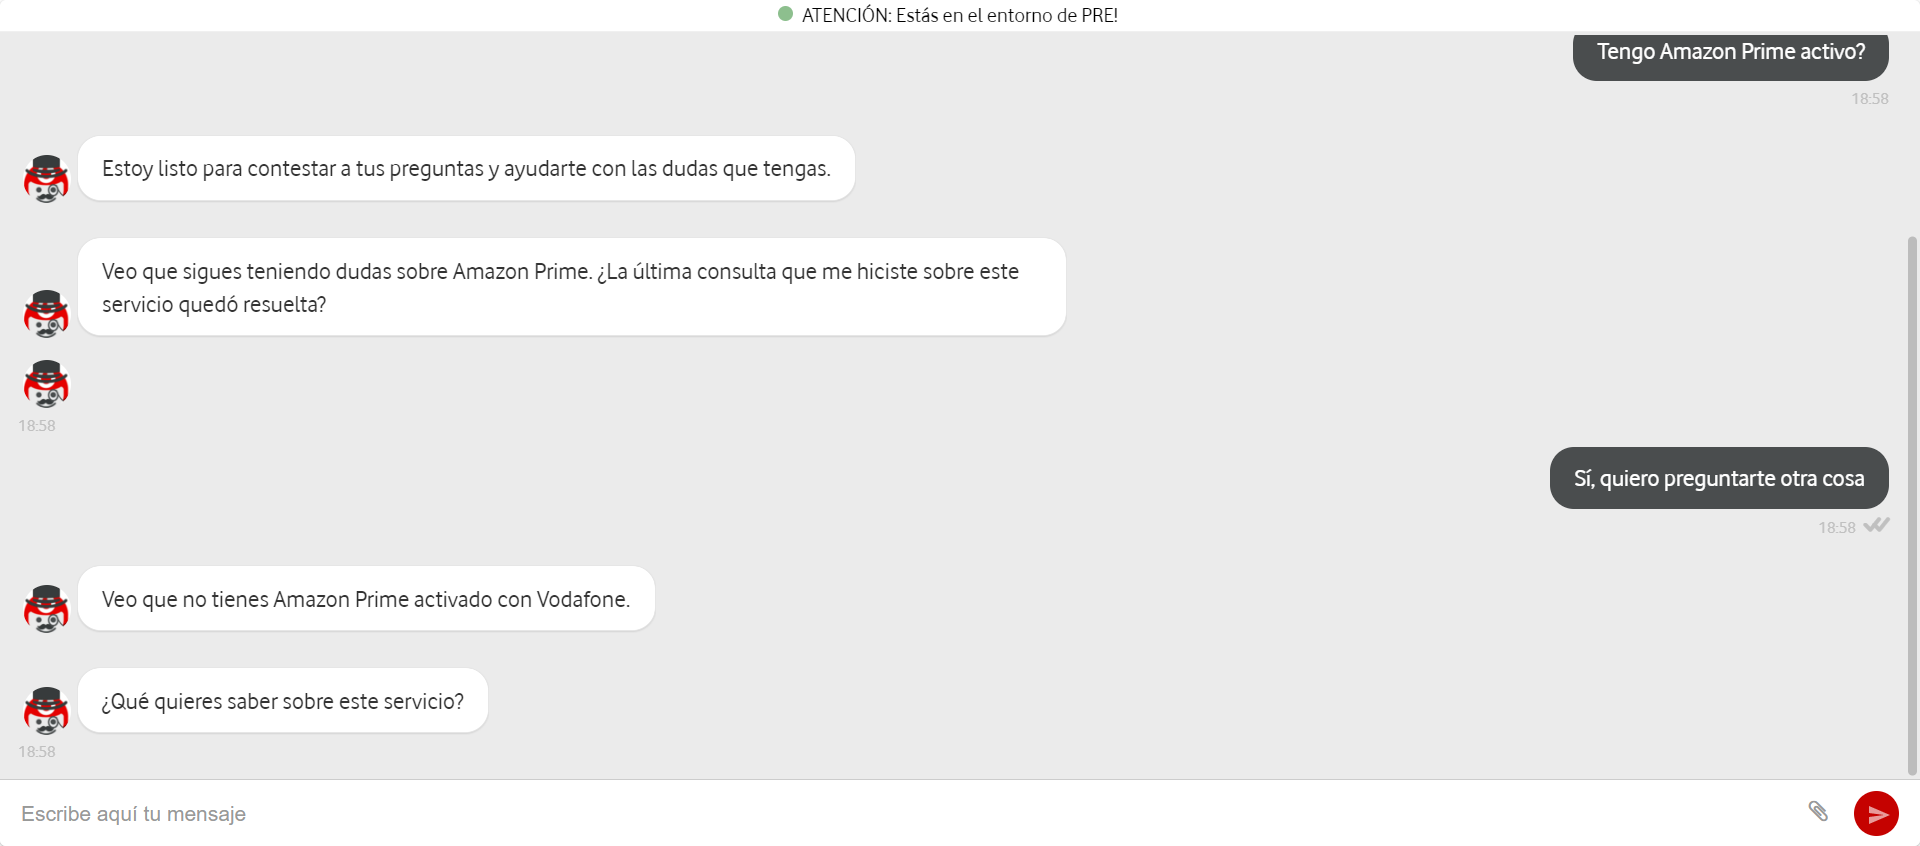 ATENCIÓN: Estás en el entorno de PRE!
Tengo Amazon Prime activo?
18:58
Estoy listo para contestar a tus preguntas y ayudarte con las dudas que tengas.
Veo que sigues teniendo dudas sobre Amazon Prime. ¿La última consulta que me hiciste sobre este
servicio quedó resuelta?
18:58
Sí, quiero preguntarte otra cosa
18:58
Veo que no tienes Amazon Prime activado con Vodafone.
¿Qué quieres saber sobre este servicio?
18:58
Escribe aquí tu mensaje